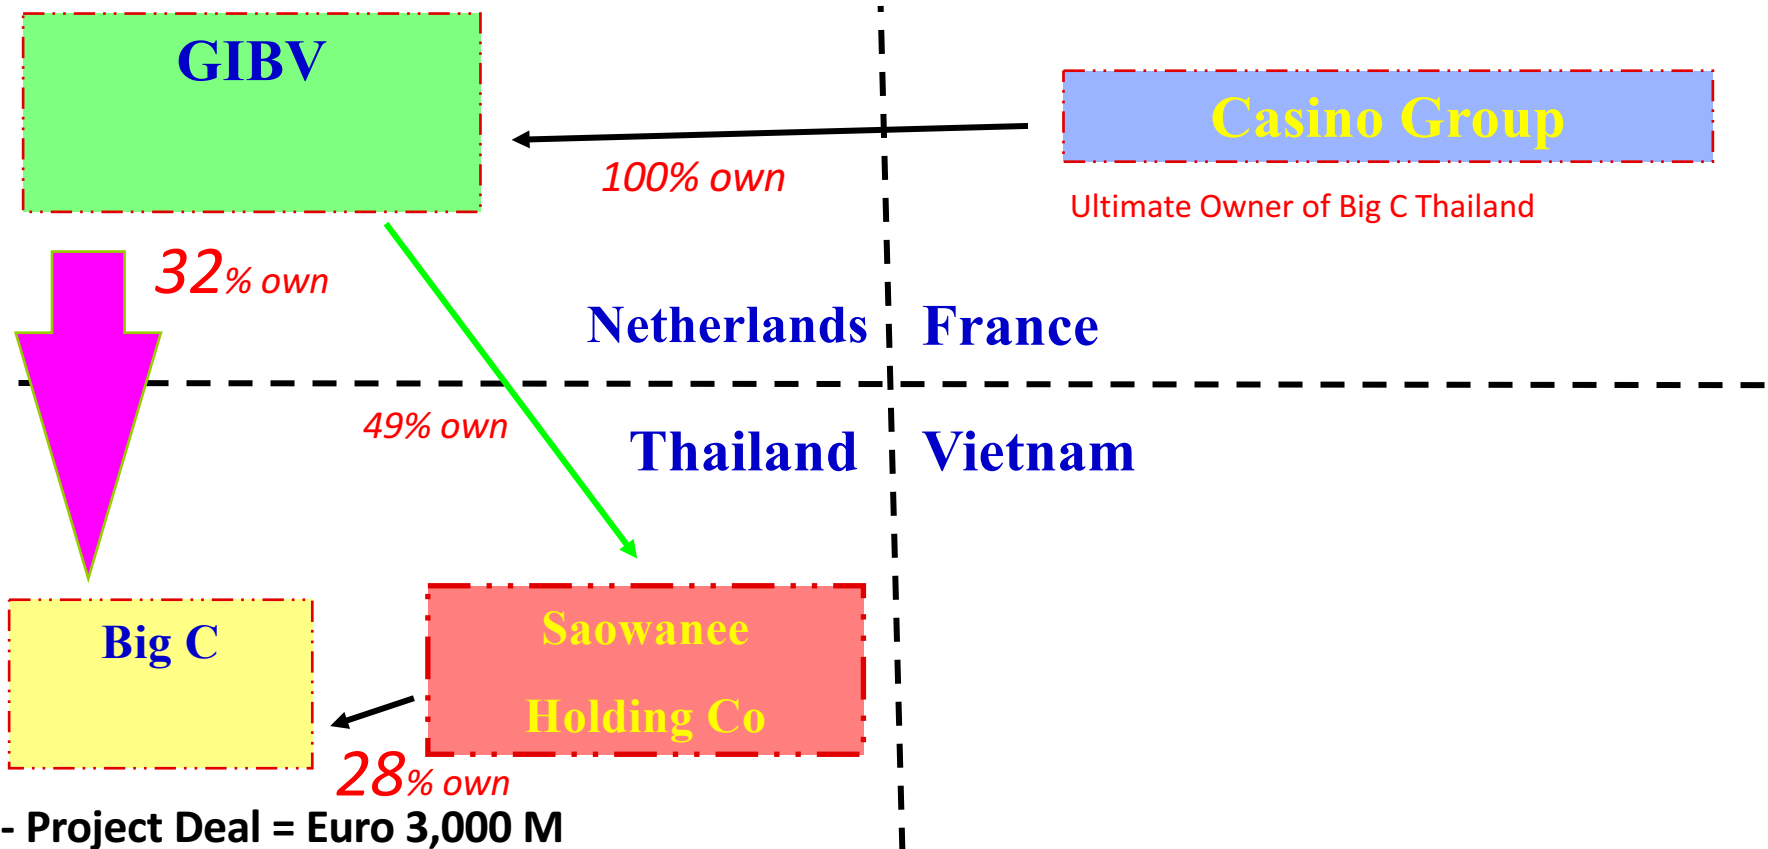 GIBV
Casino Group
100% own
Ultimate Owner of Big C Thailand
32% own
Netherlands
France
49% own
Thailand
Vietnam
Big C
Saowanee
Holding Co
28% own
- Project Deal = Euro 3,000 M